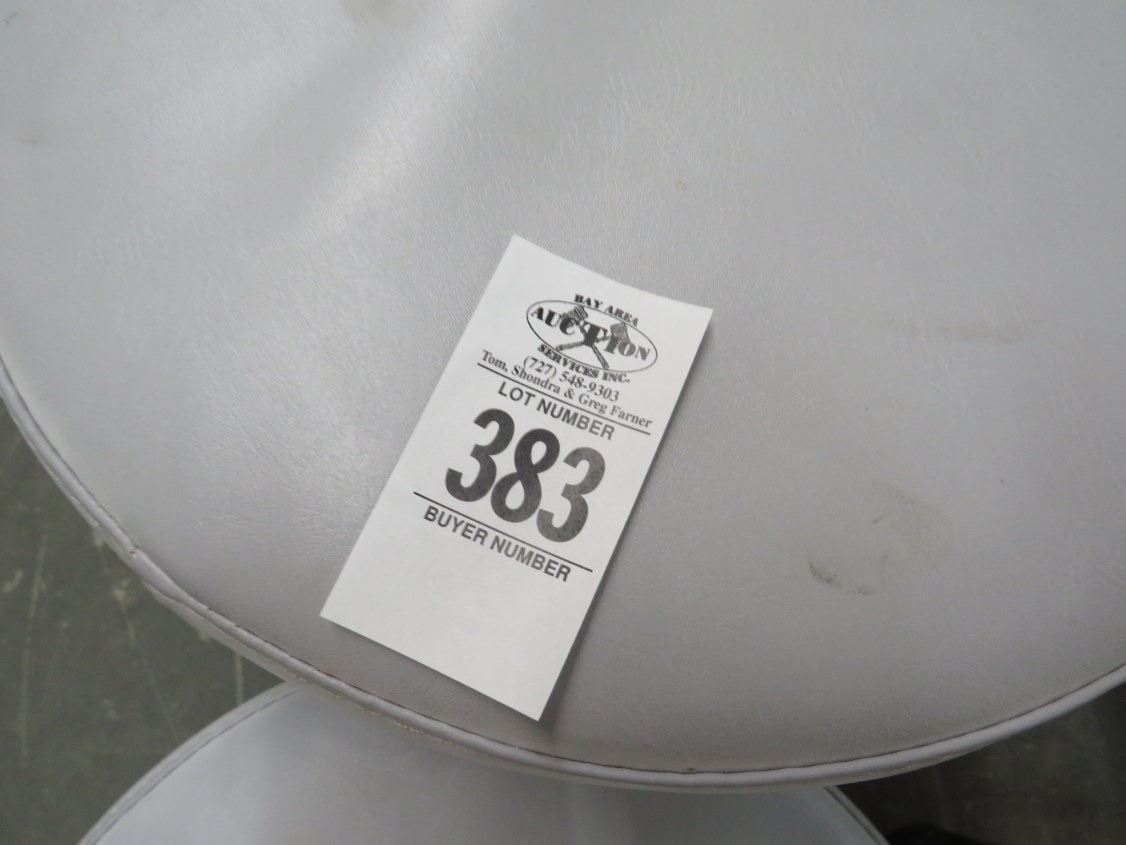 BAY AREA
AUCTION
SERVICES INC.
(727) 548-9303
Tom, Shondra & Greg Farner
LOT NUMBER
383
BUYER NUMBER